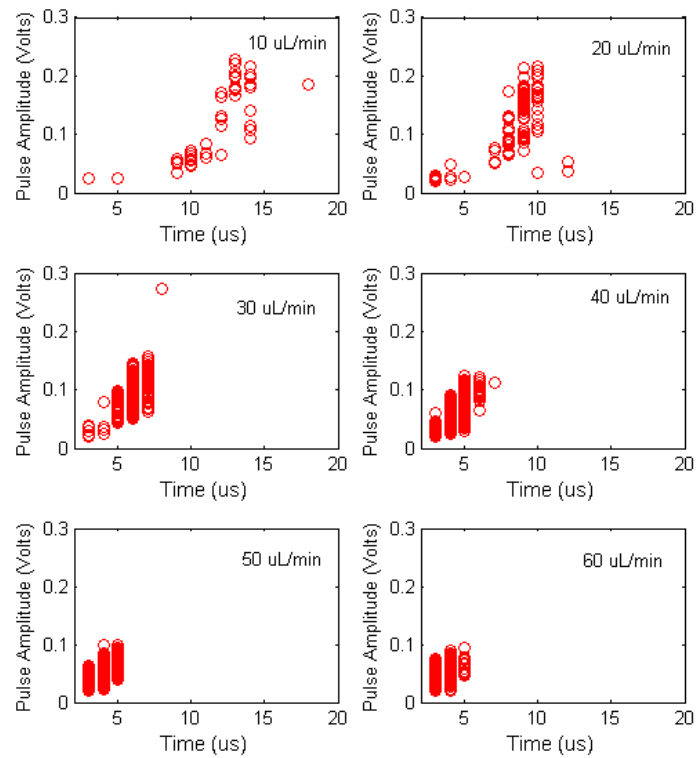 0.3
0.2
0.1
0
Pulse Amplitude (Volts)
10 uL/min
5 10 15 20
Time (us)
0.3
0.2
0.1
0
Pulse Amplitude (Volts)
20 uL/min
5 10 15 20
Time (us)
0.3
0.2
0.1
0
Pulse Amplitude (Volts)
30 uL/min
5 10 15 20
Time (us)
0.3
0.2
0.1
0
Pulse Amplitude (Volts)
40 uL/min
5 10 15 20
Time (us)
0.3
0.2
0.1
0
Pulse Amplitude (Volts)
50 uL/min
5 10 15 20
Time (us)
0.3
0.2
0.1
0
Pulse Amplitude (Volts)
60 uL/min
5 10 15 20
Time (us)